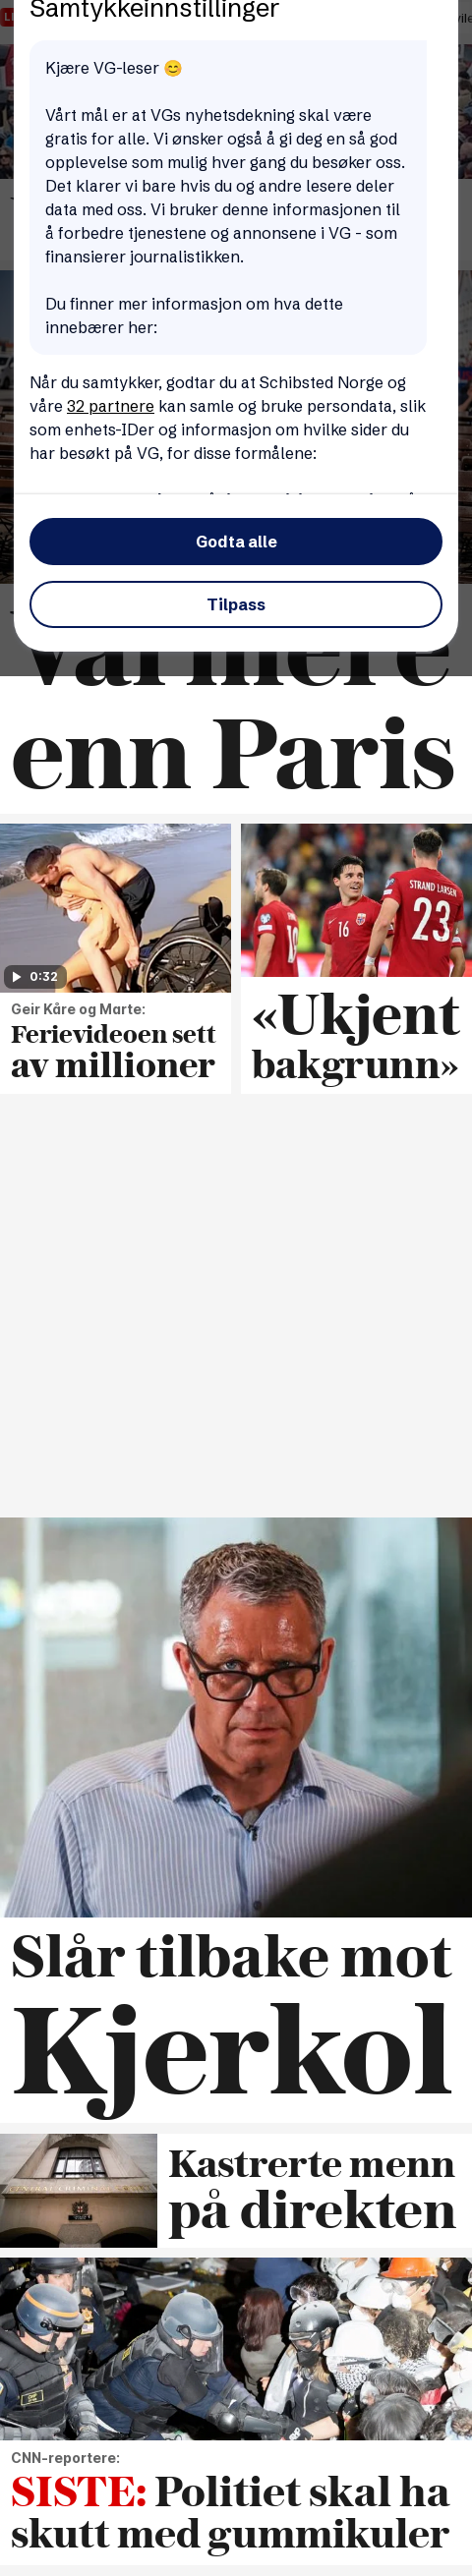 Samtykkeinnstillinger
Kjære VG-leser 😊
Vårt mål er at VGs nyhetsdekning skal være
gratis for alle. Vi ønsker også å gi deg en så god
opplevelse som mulig hver gang du besøker oss.
Det klarer vi bare hvis du og andre lesere deler
data med oss. Vi bruker denne informasjonen til
å forbedre tjenestene og annonsene i VG - som
finansierer journalistikken.
Du finner mer informasjon om hva dette
innebærer her:
Når du samtykker, godtar du at Schibsted Norge og
våre 32 partnere kan samle og bruke persondata, slik
som enhets-IDer og informasjon om hvilke sider du
har besøkt på VG, for disse formålene:
Godta alle
Tilpass
Varmere
enn Paris
0:32
STRAND LARSEN
16
23
Geir Kåre og Marte:
Ferievideoen sett
av millioner
«Ukjent
bakgrunn»
Slår tilbake mot
Kjerkol
Kastrerte menn
på direkten
CNN-reportere:
SISTE: Politiet skal ha
skutt med gummikuler